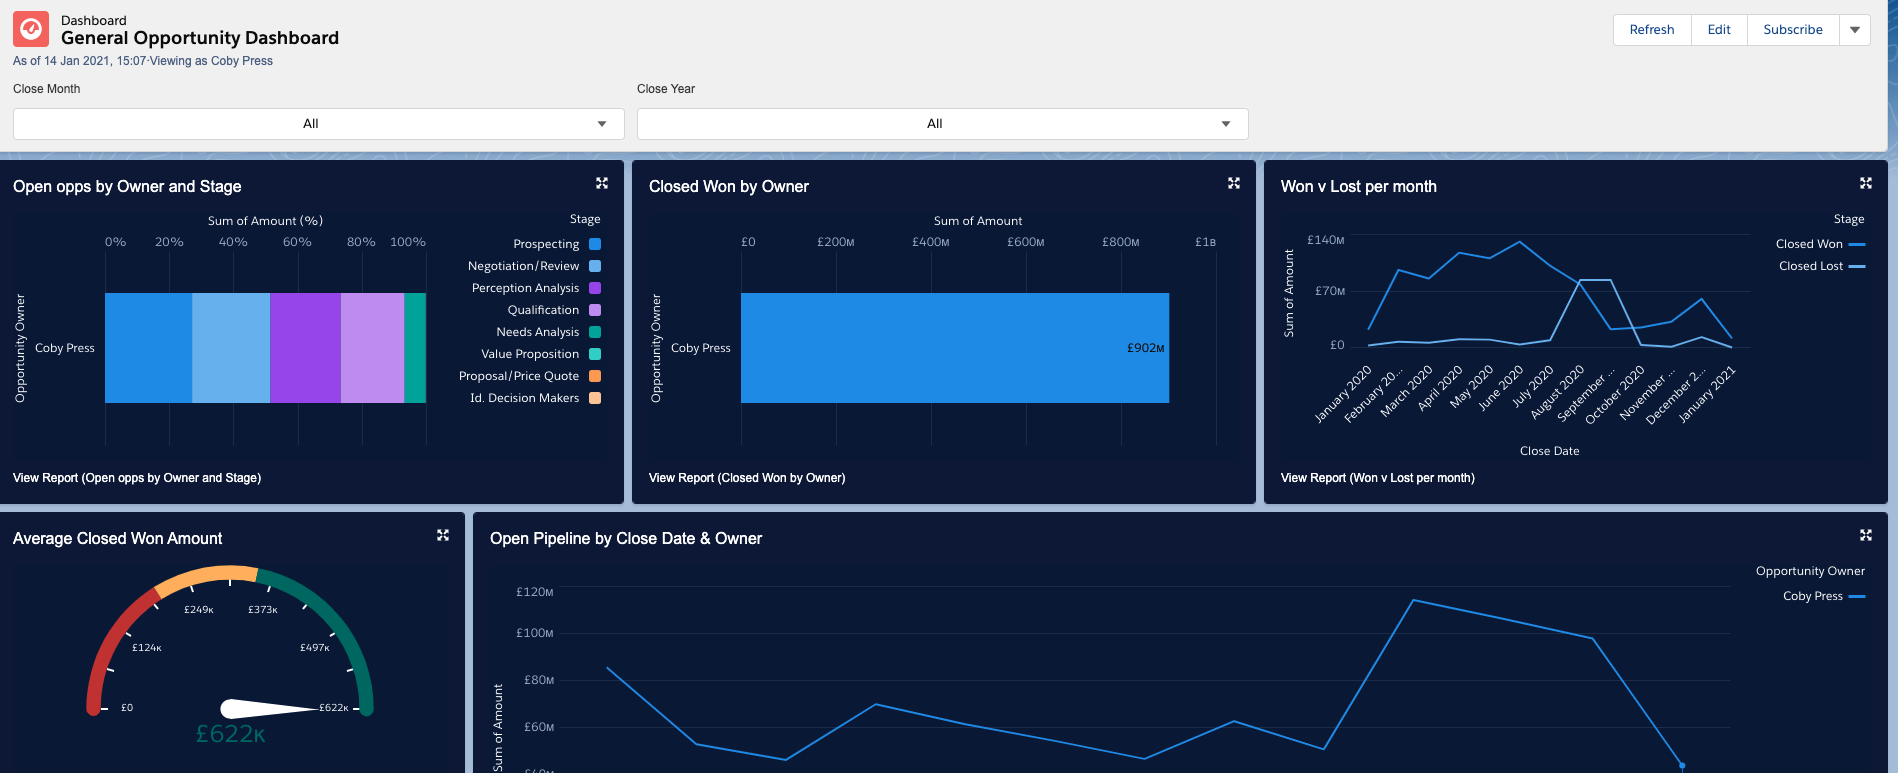 Dashboard
General Opportunity Dashboard
As of 14 Jan 2021, 15:07·Viewing as Coby Press
Refresh
Edit
Subscribe
Close Month
Close Year
All
All
Open opps by Owner and Stage
Sum of Amount (%)
0% 20% 40% 60% 80% 100%
Opportunity Owner
Coby Press
Stage
Prospecting
Negotiation/Review
Perception Analysis
Qualification
Needs Analysis
Value Proposition
Proposal/Price Quote
Id. Decision Makers
View Report (Open opps by Owner and Stage)
Closed Won by Owner
Sum of Amount
£0 £200M £400M £600M £800M £1B
Opportunity Owner
Coby Press
£902M
View Report (Closed Won by Owner)
Won v Lost per month
Stage
Closed Won
Closed Lost
Sum of Amount
£140M
£70M
£0
January 2020
February 20...
March 2020
April 2020
May 2020
June 2020
July 2020
August 2020
September ...
October 2020
November ...
December 2...
January 2021
Close Date
View Report (Won v Lost per month)
Average Closed Won Amount
£0
£124K
£249K
£373K
£497K
£622K
£622K
Open Pipeline by Close Date & Owner
Opportunity Owner
Coby Press
Sum of Amount
£120M
£100M
£80M
£60M
£40M